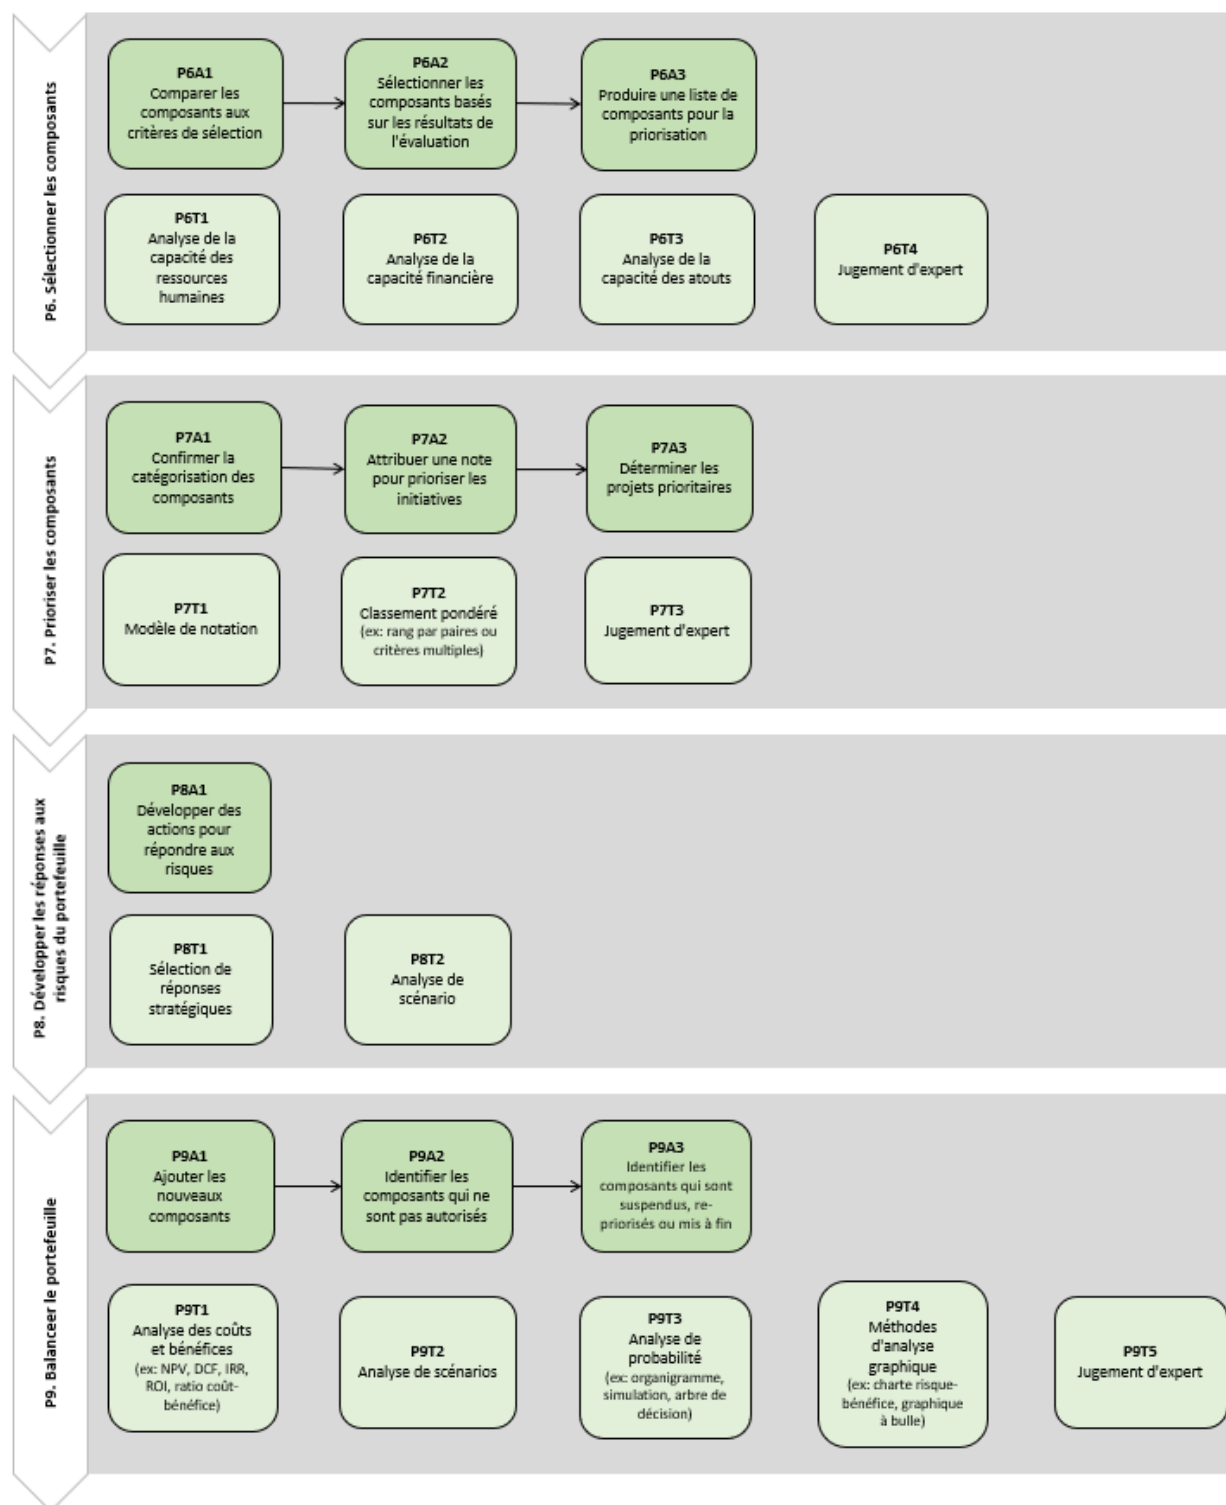 P6. Sélectionner les composants
P6A1
Comparer les
composants aux
critères de sélection
P6A2
Sélectionner les
composants basés
sur les résultats de
l'évaluation
P6A3
Produire une liste de
composants pour la
priorisation
P6T1
Analyse de la
capacité des
ressources
humaines
P6T2
Analyse de la
capacité financière
P6T3
Analyse de la
capacité des atouts
P6T4
Jugement d'expert
P7. Prioriser les composants
P7A1
Confirmer la
catégorisation des
composants
P7A2
Attribuer une note
pour prioriser les
initiatives
P7A3
Déterminer les
projets prioritaires
P7T1
Modèle de notation
P7T2
Classement pondéré
(ex: rang par paires ou
critères multiples)
P7T3
Jugement d'expert
P8. Développer les réponses aux
risques du portefeuille
P8A1
Développer des
actions pour
répondre aux
risques
P8T1
Sélection de
réponses
stratégiques
P8T2
Analyse de
scénario
P9. Balanceer le portefeuille
P9A1
Ajouter les
nouveaux
composants
P9A2
Identifier les
composants qui ne
sont pas autorisés
P9A3
Identifier les
composants qui sont
suspendus, re-
priorisés ou mis à fin
P9T1
Analyse des coûts
et bénéfices
(ex: NPV, DCF, IRR,
ROI, ratio coût-
bénéfice)
P9T2
Analyse de scénarios
P9T3
Analyse de
probabilité
(ex: organigramme,
simulation, arbre de
décision)
P9T4
Méthodes
d'analyse
graphique
(ex: charte risque-
bénéfice, graphique
à bulle)
P9T5
Jugement d'expert